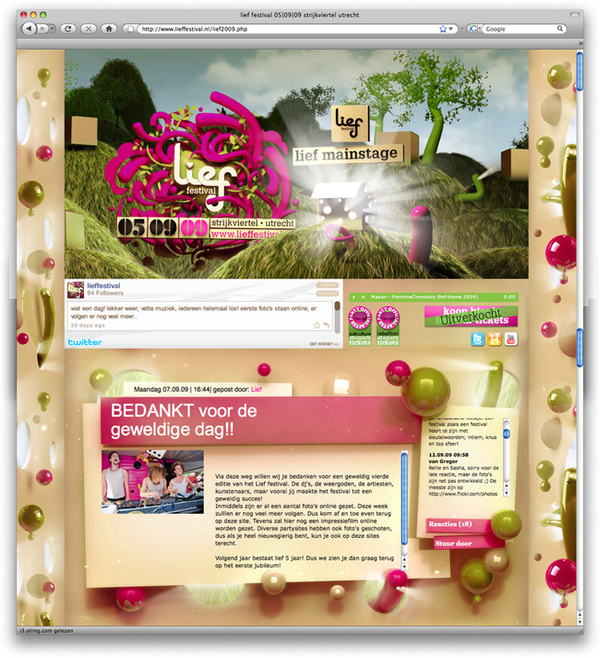 lief festival 05|09|09 strijkviertel utrecht
http://www.lieffestival.nl/lief2009.php
Google
lief
festival
lief mainstage
lief
festival
05 09 09
strijkviertel • utrecht
www.lieffestiv
lieffestival
94 Followers
Masan - FrontrowChemistry (lief theme 2009)
0:00
wat een dag! lekker weer, vette muziek, iedereen helemaal los! eerste foto's staan online, er
volgen er nog veel meer..
Uitverkocht
tickets
twitter
GET WIDGET >>
Maandag 07.09.09 | 16:44| gepost door: Lief
BEDANKT voor de
geweldige dag!!
Via deze weg willen wij je bedanken voor een geweldig vierde
editie van het Lief festival. De dj's, de weergoden, de artiesten,
kunstenaars, maar vooral jij maakte het festival tot een
geweldig succes!
Inmiddels zijn er al een aantal foto's online gezet. Deze week
zullen er nog veel meer volgen. Dus kom af en toe even terug
op deze site. Tevens zal hier nog een impressiefilm online
worden gezet. Diverse partysites hebben ook foto's geschoten,
dus als je heel nieuwsgierig bent, kun je ook op deze sites
terecht.
Volgend jaar bestaat lief 5 jaar! Dus we zien je dan graag terug
op het eerste jubileum!
festival zoals een festival
hoort te zijn met
sleutelwoorden; intiem, knus
en top sfeer!
12.09.09 09:58
van Gregor
Rellie en Sasha, sorry voor de
late reactie, maar de foto's
zijn net pas ontwikkeld ;) De
meeste zijn op
http://www.flickr.com/photos
Reacties (18)
Stuur door
i3.ytimg.com gelezen